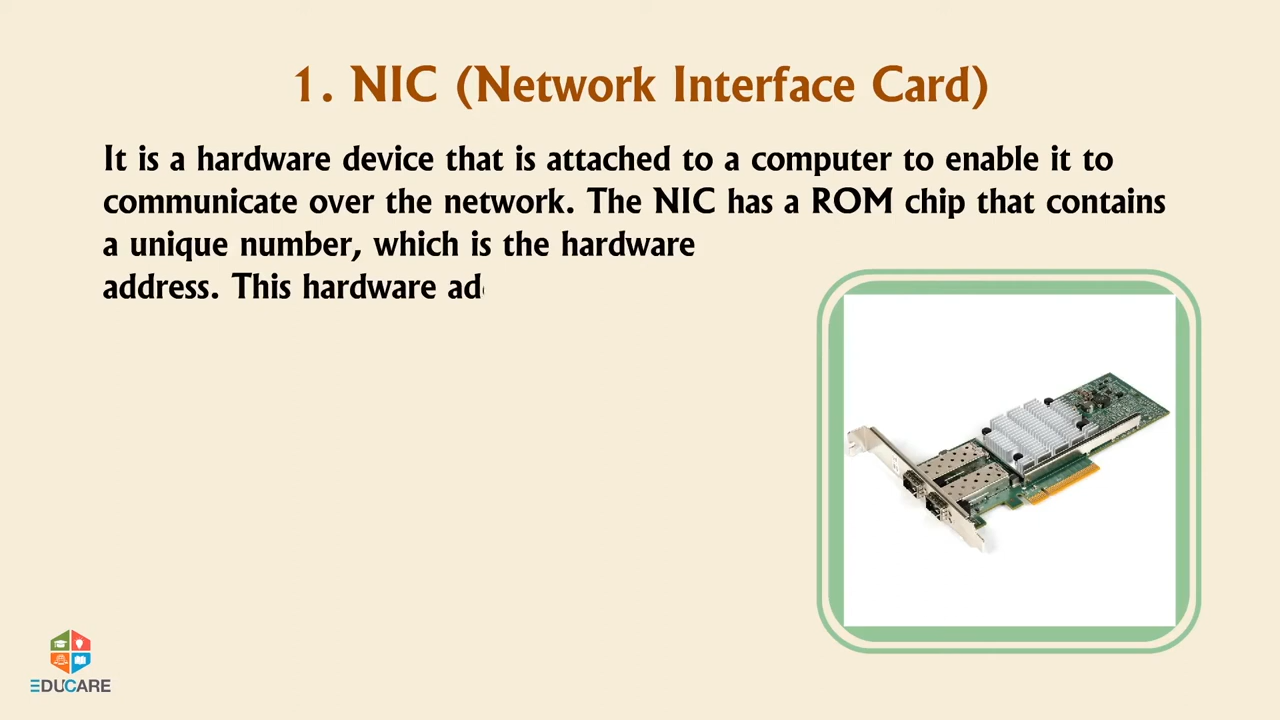 1. NIC (Network Interface Card)
It is a hardware device that is attached to a computer to enable it to
communicate over the network. The NIC has a ROM chip that contains
a unique number, which is the hardware
address. This hardware ad
EDUCARE